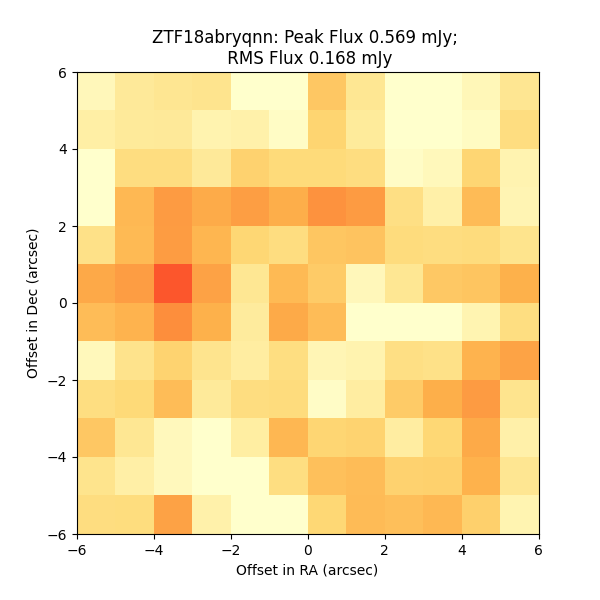 ZTF18abryqnn: Peak Flux 0.569 mJy;
RMS Flux 0.168 mJy
6
4
2
0
−2
−4
−6
Offset in Dec (arcsec)
−6 −4 −2 0 2 4 6
Offset in RA (arcsec)